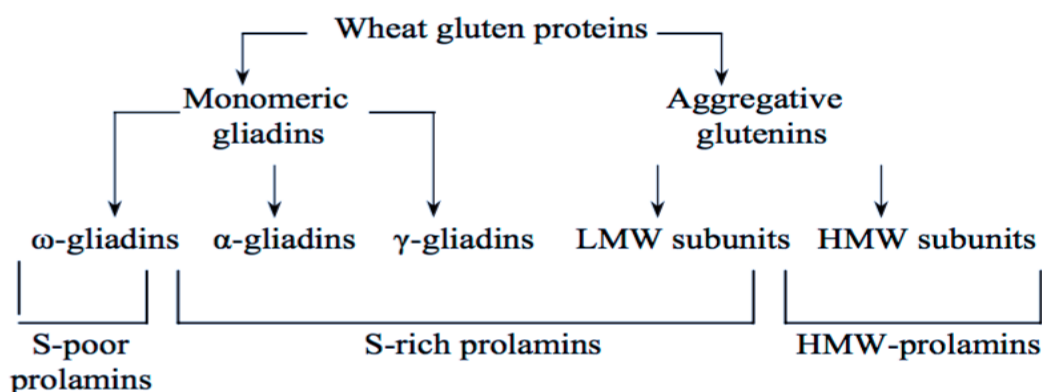 Wheat gluten proteins
Monomeric
gliadins
Aggregative
glutenins
ω-gliadins α-gliadins γ-gliadins LMW subunits HMW subunits
S-poor
prolamins
S-rich prolamins
HMW-prolamins